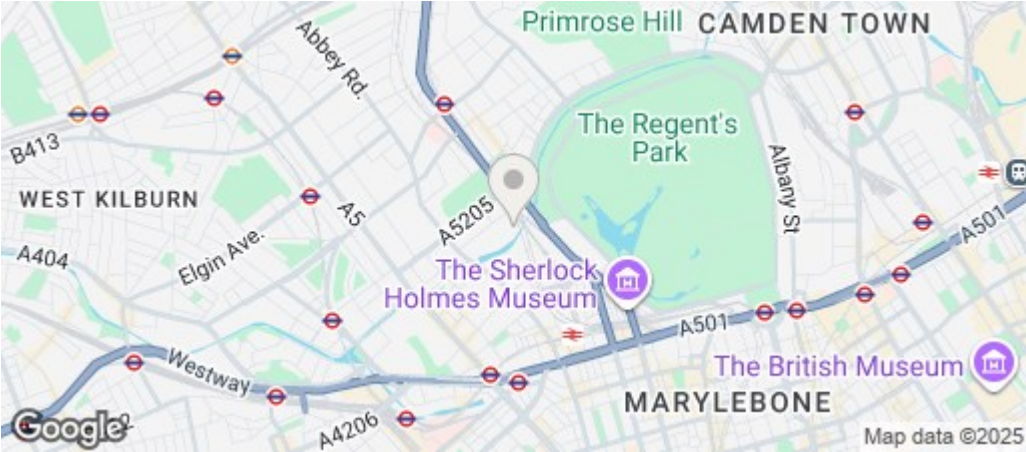 Primrose Hill
CAMDEN TOWN
Abbey Rd.
The Regent's
Park
B413
Albany St
WEST KILBURN
A5
A5205
A501
Elgin Ave.
A404
The Sherlock
Holmes Museum
A501
Westway
The British Museum
MARYLEBONE
A4206
Google
Map data ©2025